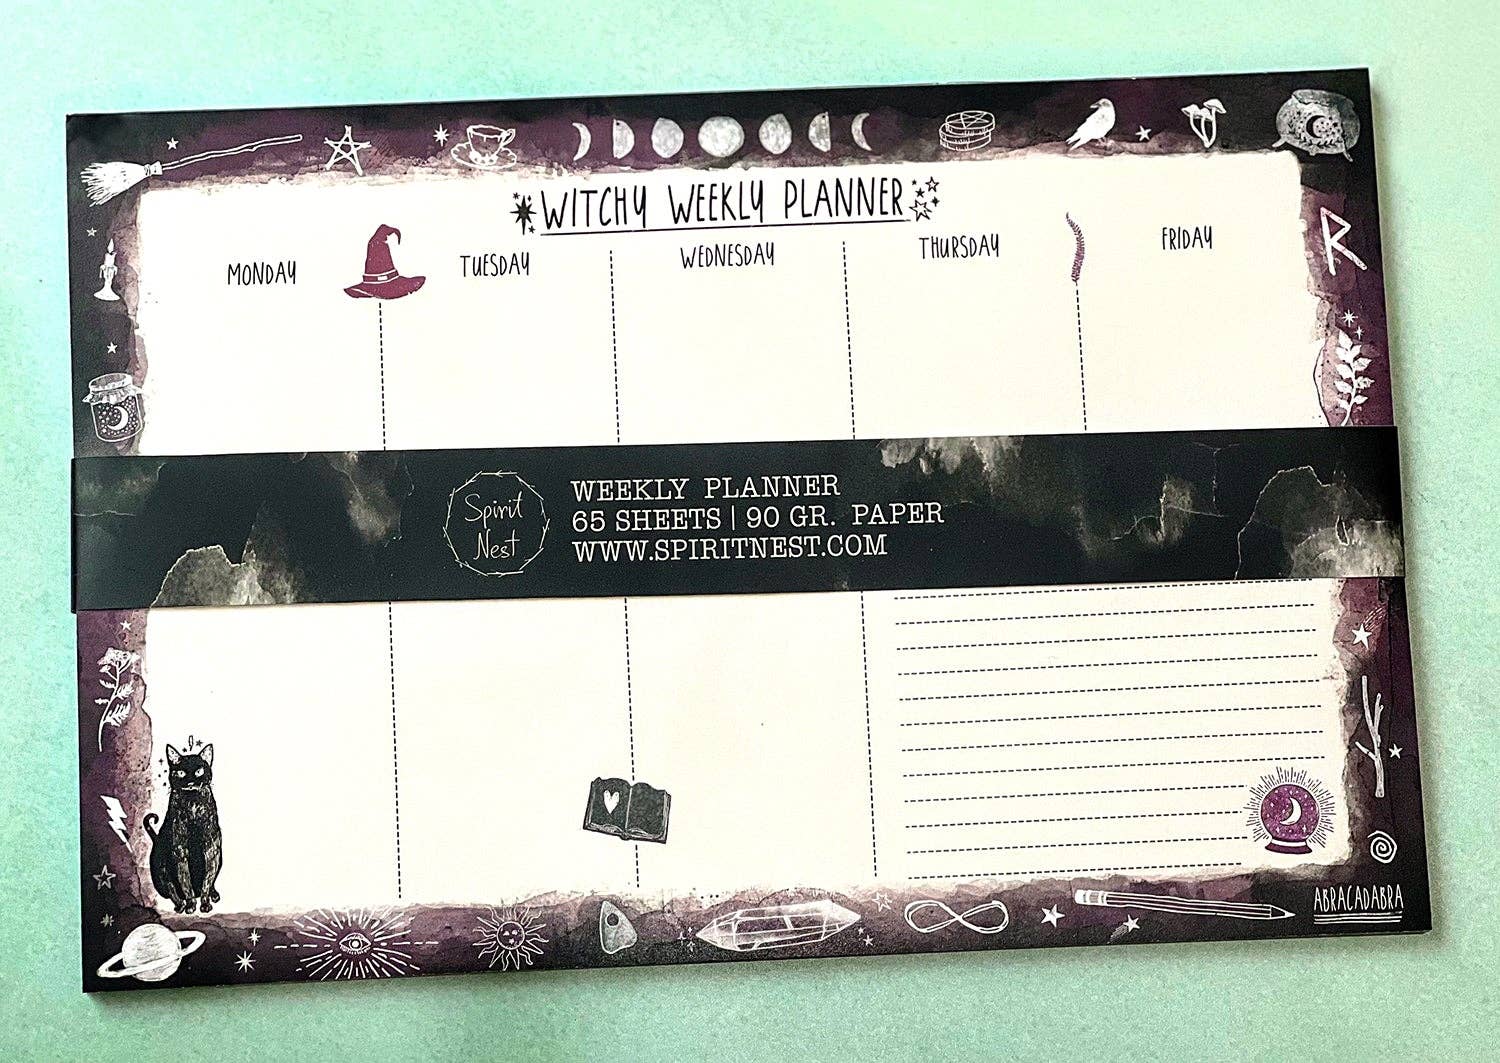 WITCHY WEEKLY PLANNER
MONDAY
TUESDAY
WEDNESDAY
THURSDAY
FRIDAY
Spirit
Nest
WEEKLY PLANNER
65 SHEETS | 90 GR. PAPER
WWW.SPIRITNEST.COM
ABRACADABRA